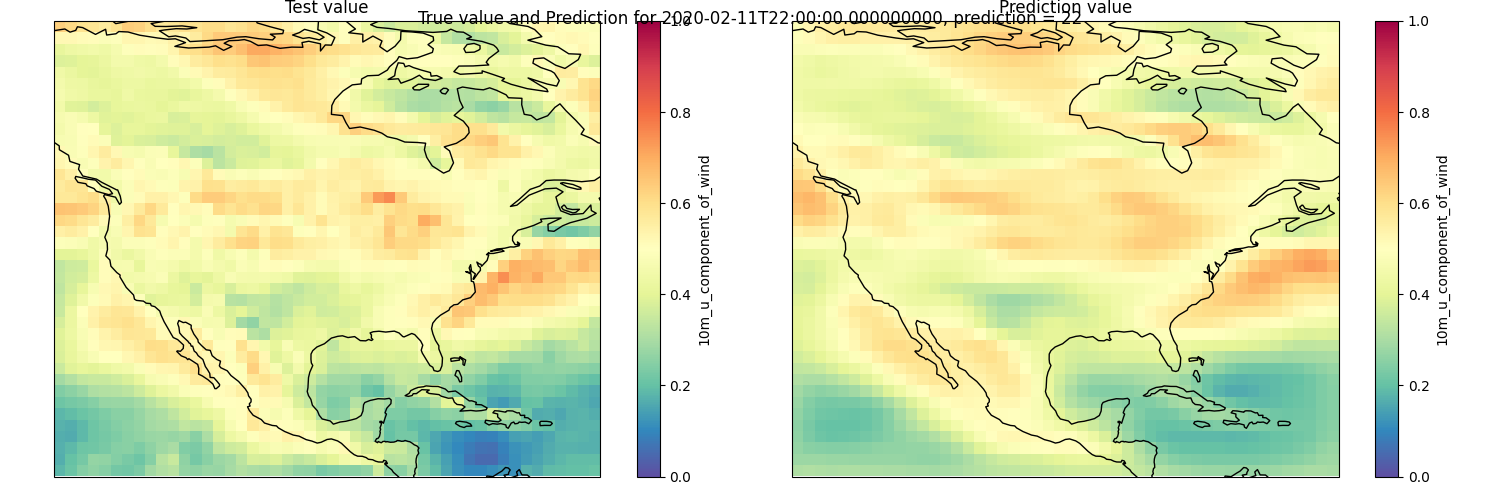 Test value
True value and Prediction for 2020-02-11T22:00:00.000000000, prediction = 22
Prediction value
1.0
0.8
0.6
0.4
0.2
0.0
10m_u_component_of_wind
1.0
0.8
0.6
0.4
0.2
0.0
10m_u_component_of_wind